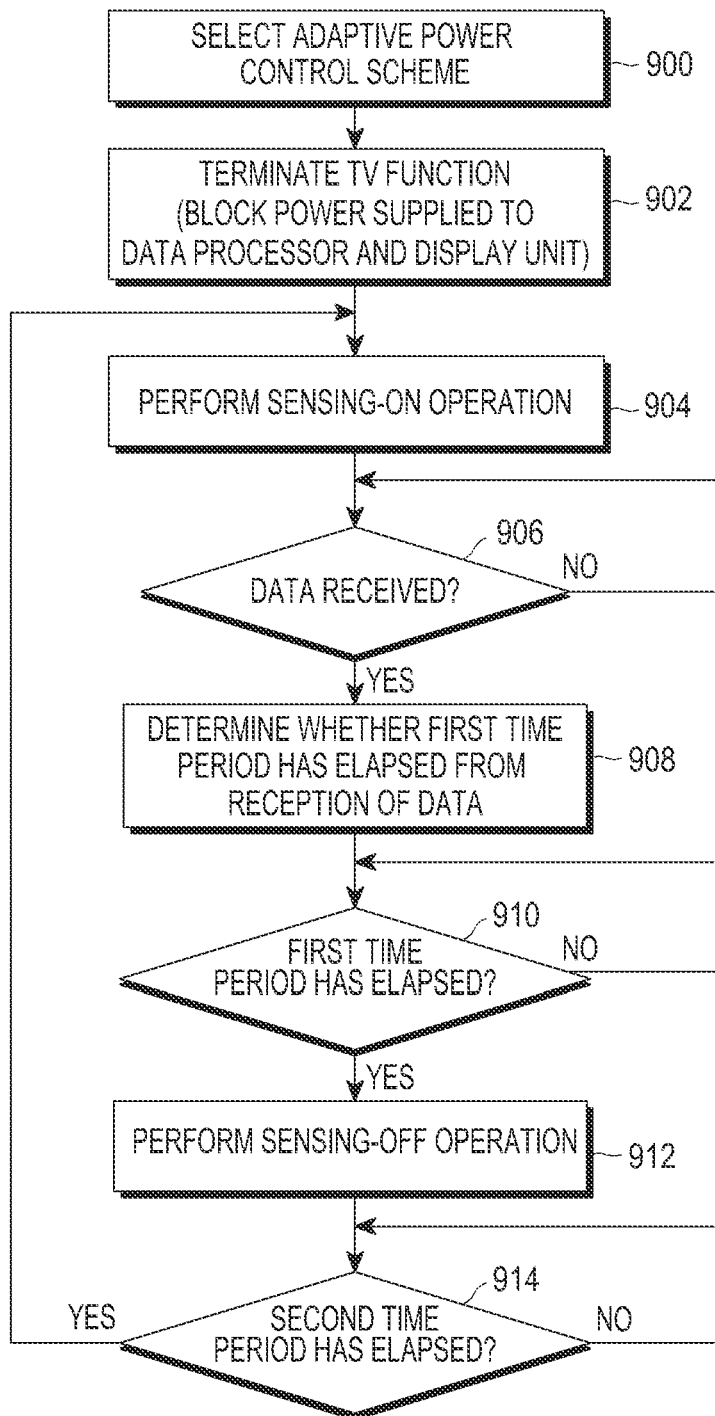 SELECT ADAPTIVE POWER
CONTROL SCHEME
900
TERMINATE TV FUNCTION
(BLOCK POWER SUPPLIED TO
DATA PROCESSOR AND DISPLAY UNIT)
902
PERFORM SENSING-ON OPERATION
904
906
DATA RECEIVED?
NO
YES
DETERMINE WHETHER FIRST TIME
PERIOD HAS ELAPSED FROM
RECEPTION OF DATA
908
910
FIRST TIME
PERIOD HAS ELAPSED?
NO
YES
PERFORM SENSING-OFF OPERATION
912
914
YES
SECOND TIME
PERIOD HAS ELAPSED?
NO